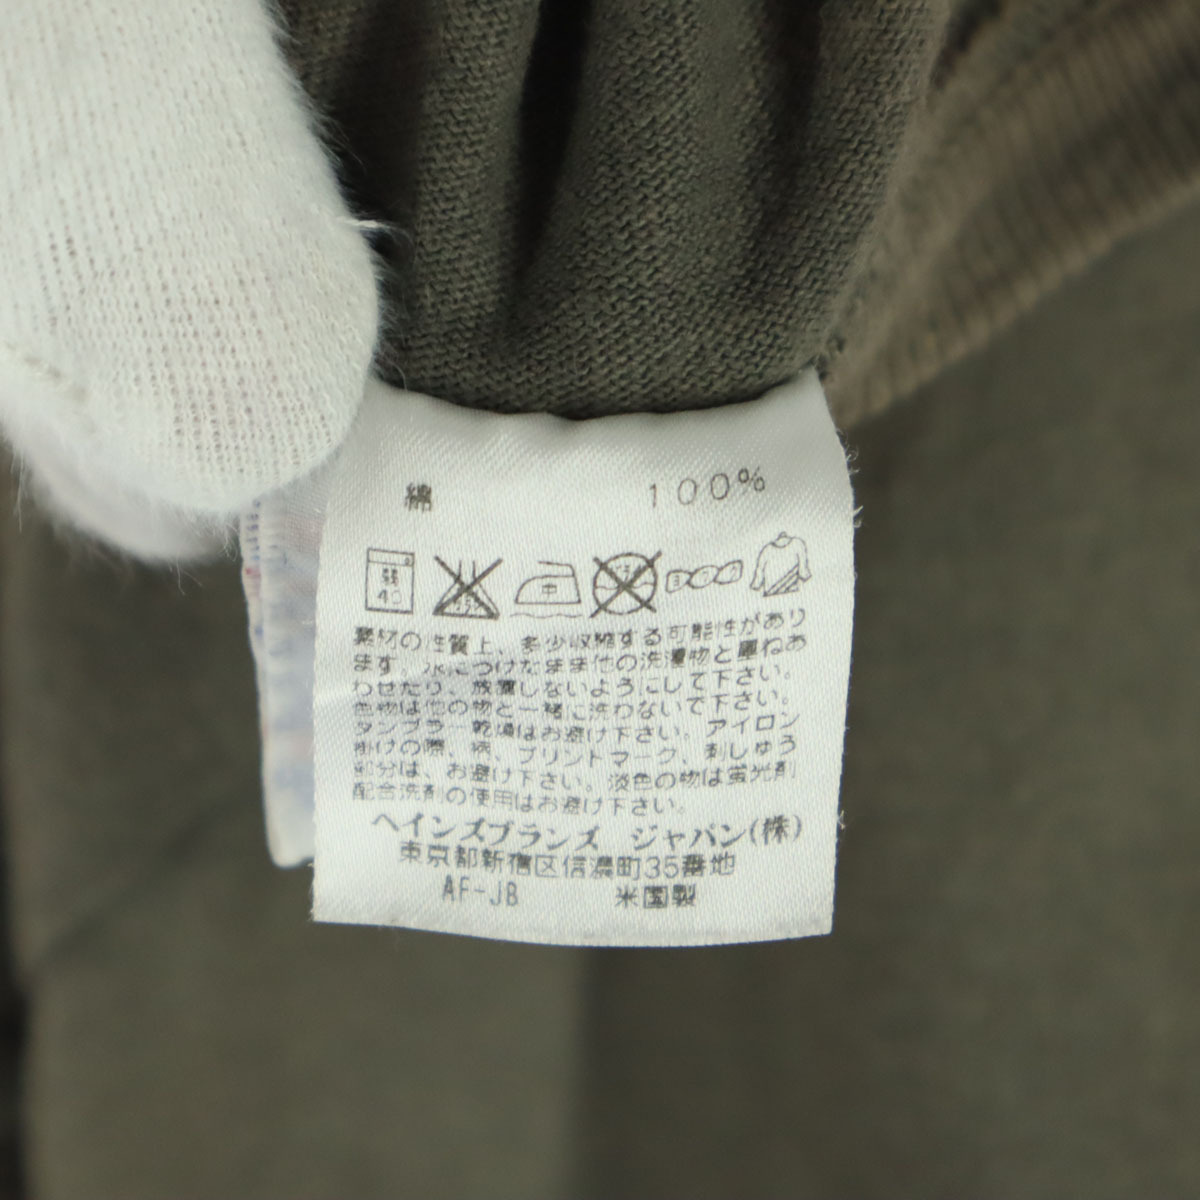 綿 100%
弱 40 中
素材の性質上、多少収縮する可能性があり
ます。水につけたまま他の洗濯物と重ねあ
わせたり、放置しないようにして下さい。
色物は他の物と一緒に洗わないで下さい。
タンブラー乾燥はお避け下さい。アイロン
掛けの際、柄、プリントマーク、刺しゅう
部分は、お避け下さい。淡色の物は蛍光剤
配合洗剤の使用はお避け下さい。
ヘインズブランズ ジャパン(株)
東京都新宿区信濃町35番地
AF-JB 米国製